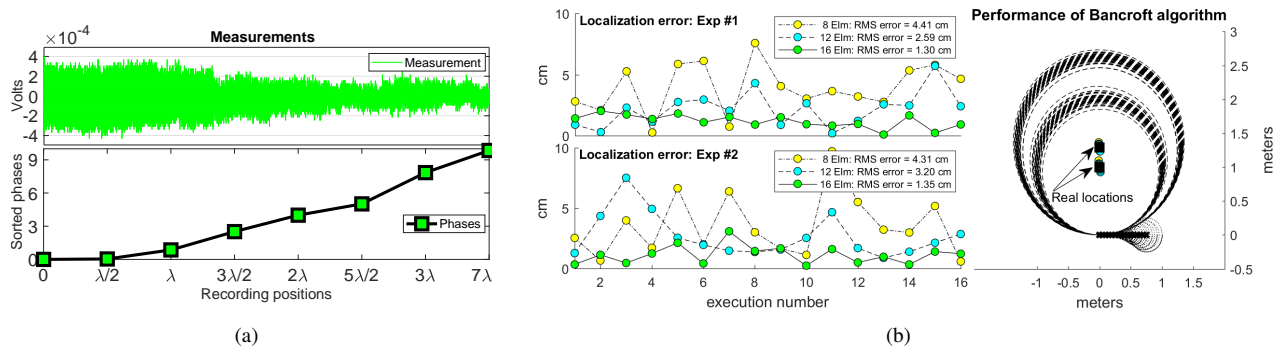 Measurements
×10⁻⁴
Volts
4
2
0
-2
-4
Measurement
Sorted phases
9
6
3
0
Phases
0 λ/2 λ 3λ/2 2λ 5λ/2 3λ 7λ
Recording positions
(a)
Localization error: Exp #1
cm
10
5
0
8 Elm: RMS error = 4.41 cm
12 Elm: RMS error = 2.59 cm
16 Elm: RMS error = 1.30 cm
Localization error: Exp #2
cm
10
5
0
8 Elm: RMS error = 4.31 cm
12 Elm: RMS error = 3.20 cm
16 Elm: RMS error = 1.35 cm
2 4 6 8 10 12 14 16
execution number
Performance of Bancroft algorithm
3
2.5
2
1.5
1
0.5
0
-0.5
meters
Real locations
-1 -0.5 0 0.5 1 1.5
meters
(b)